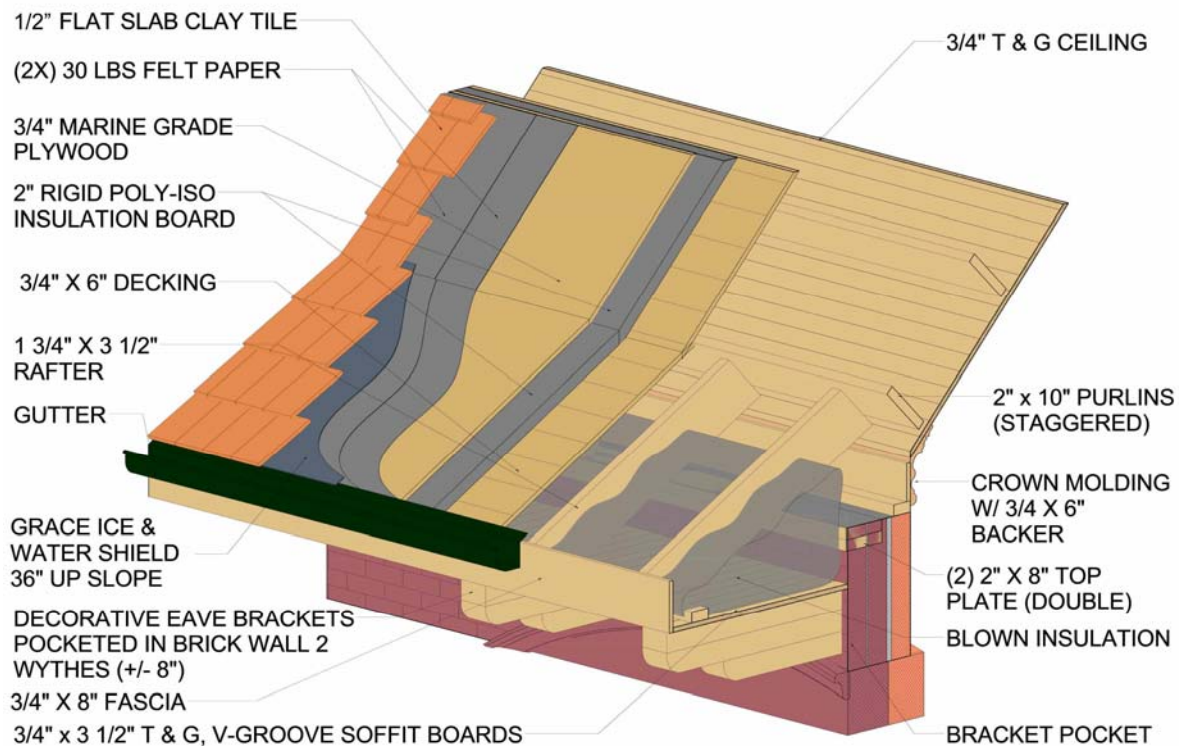 1/2” FLAT SLAB CLAY TILE
(2X) 30 LBS FELT PAPER
3/4" MARINE GRADE
PLYWOOD
2" RIGID POLY-ISO
INSULATION BOARD
3/4" X 6" DECKING
1 3/4" X 3 1/2"
RAFTER
GUTTER
GRACE ICE &
WATER SHIELD
36" UP SLOPE
DECORATIVE EAVE BRACKETS
POCKETED IN BRICK WALL 2
WYTHES (+/- 8")
3/4" X 8" FASCIA
3/4" x 3 1/2" T & G, V-GROOVE SOFFIT BOARDS
3/4" T & G CEILING
2" x 10" PURLINS
(STAGGERED)
CROWN MOLDING
W/ 3/4 X 6"
BACKER
(2) 2" X 8" TOP
PLATE (DOUBLE)
BLOWN INSULATION
BRACKET POCKET